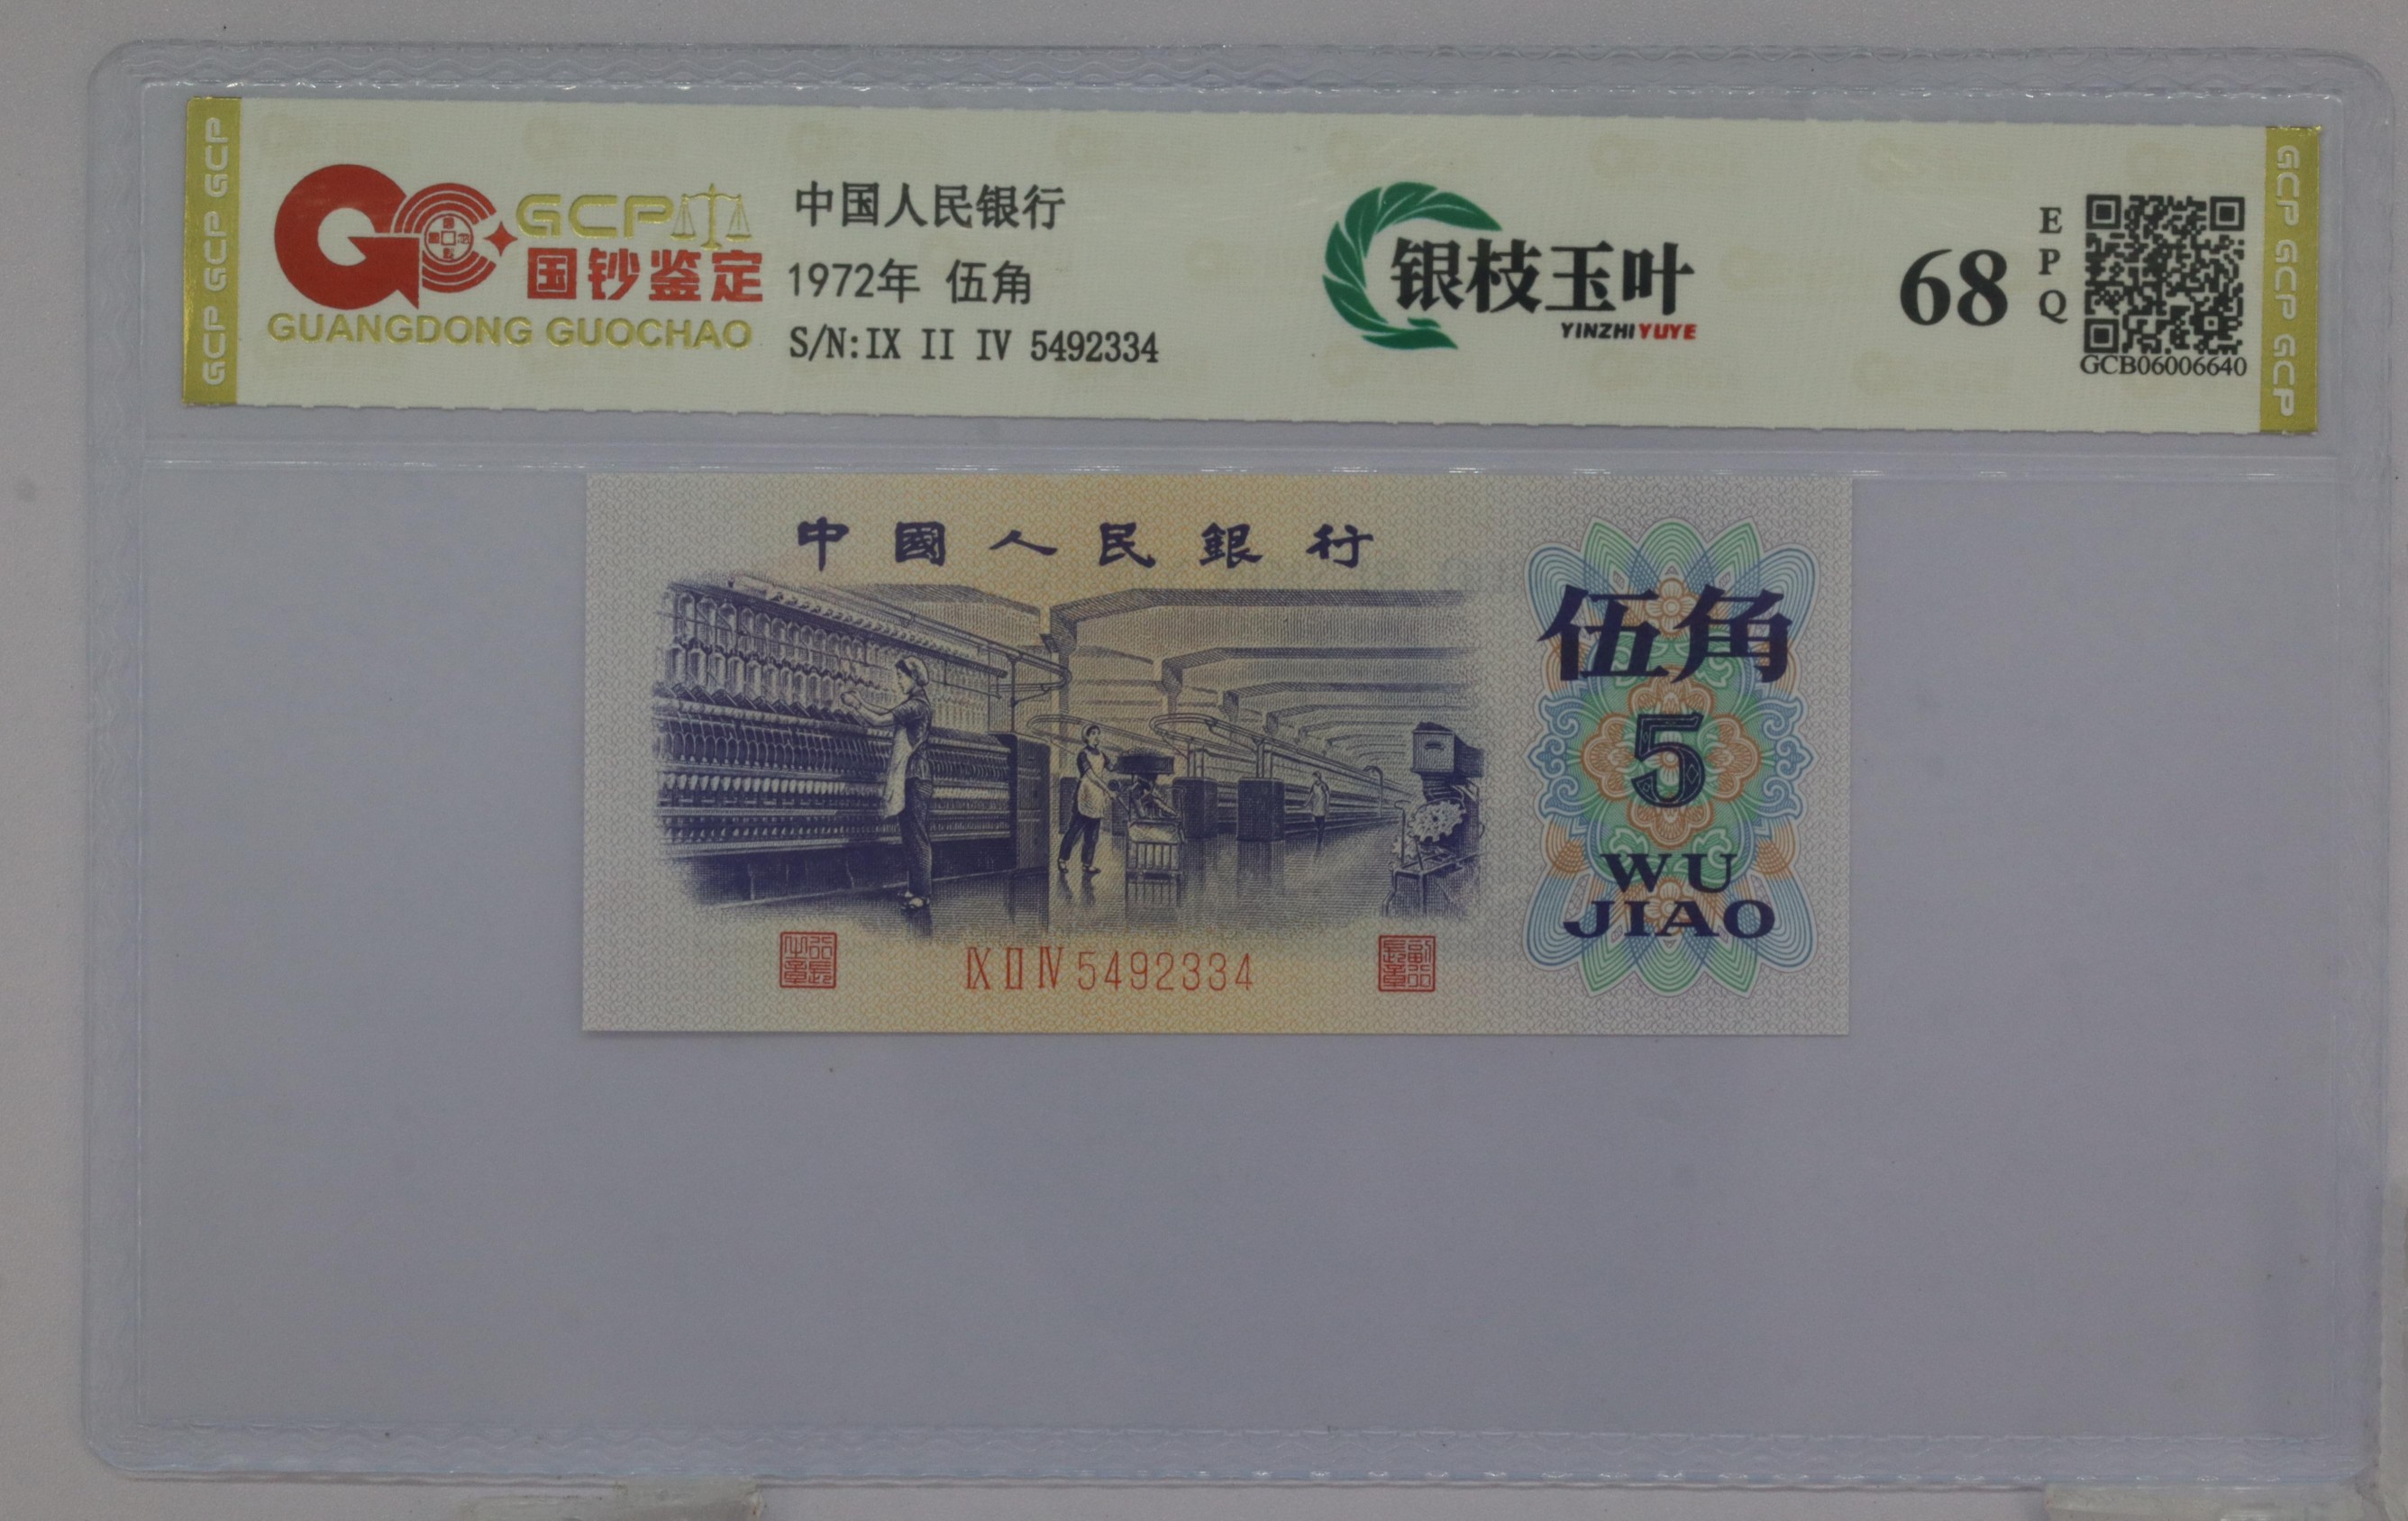 GCP GCP GCP
GCP
国钞鉴定
GUANGDONG GUOCHAO
中国人民银行
1972年 伍角
S/N:IX II IV 5492334
银枝玉叶
YINZHIYUYE
68
EPQ
GCB06006640
GCP GCP GCP
中國人民銀行
伍角
5
WU
JIAO
IX II IV 5492334